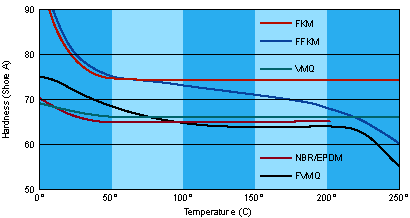 90
80
70
60
50
Hardness (Shore A)
FKM
FFKM
VMQ
NBR/EPDM
FVMQ
0° 50° 100° 150° 200° 250°
Temperature (C)